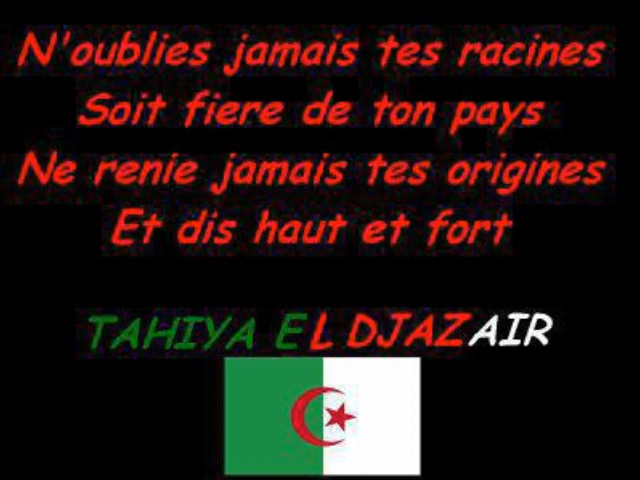 N'oublies jamais tes racines
Soit fiere de ton pays
Ne renie jamais tes origines
Et dis haut et fort
TAHIYA EL DJAZAIR